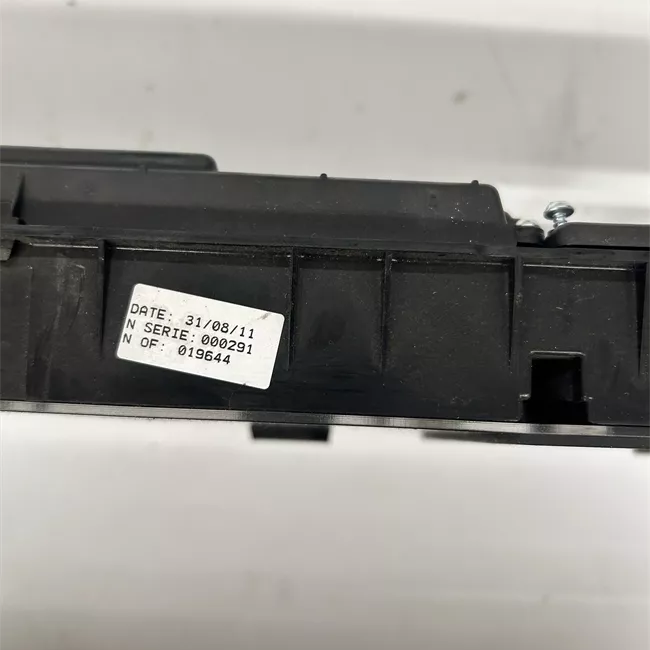 DATE: 31/08/11
N SERIE:000291
N OF: 019644